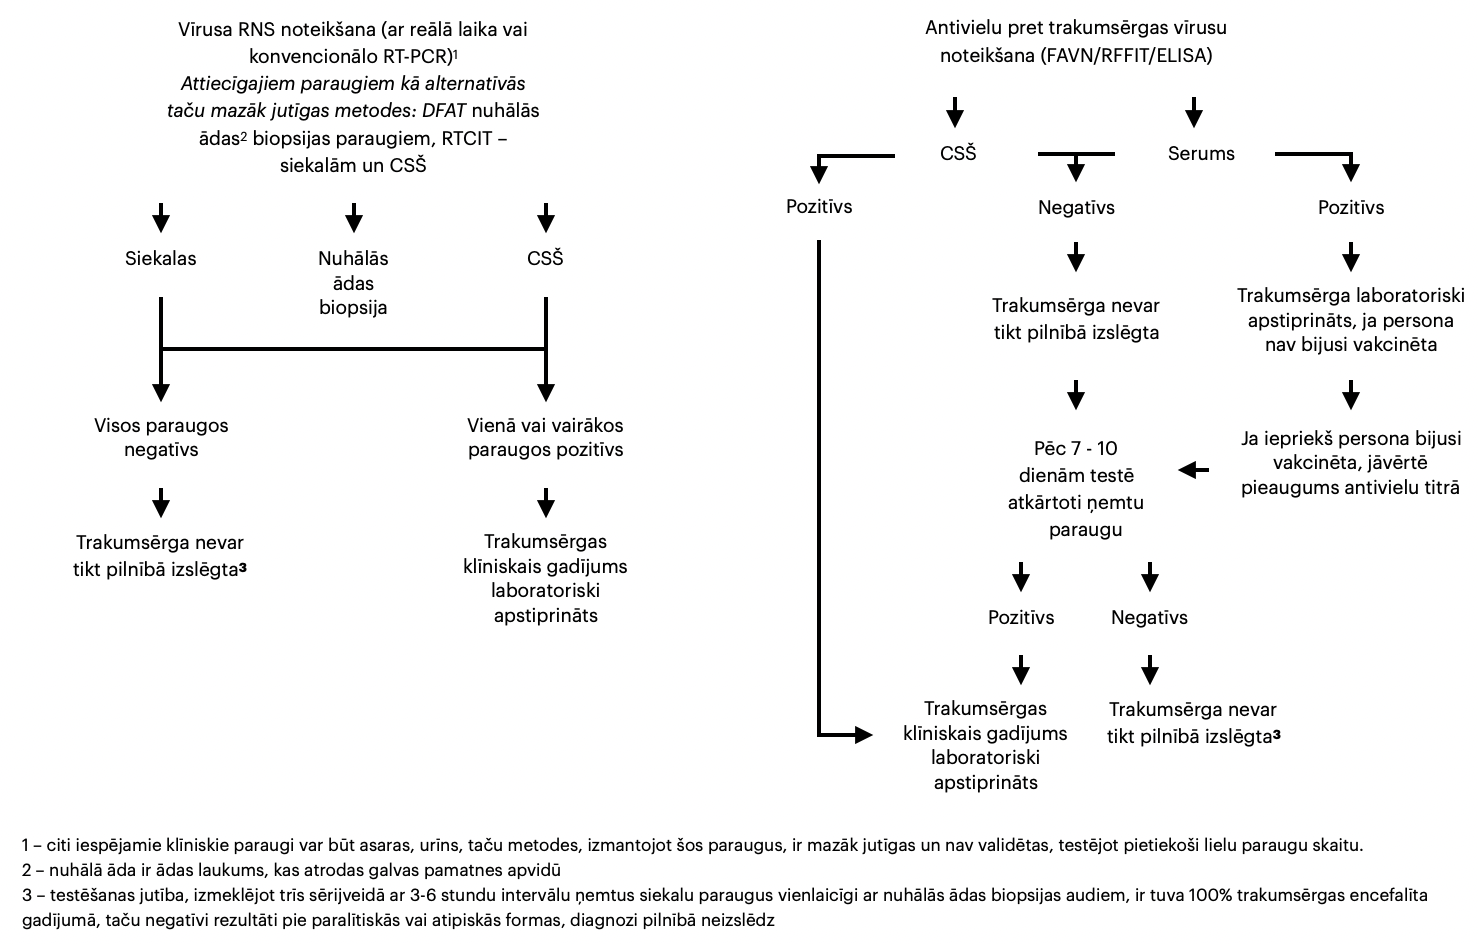 Vīrusa RNS noteikšana (ar reālā laika vai
konvencionālo RT-PCR)¹
Attiecīgajiem paraugiem kā alternatīvās
taču mazāk jutīgas metodes: DFAT nuhālās
ādas² biopsijas paraugiem, RTCIT –
siekalām un CSŠ
Siekalas
Nuhālās
ādas
biopsija
CSŠ
Visos paraugos
negatīvs
Vienā vai vairākos
paraugos pozitīvs
Trakumsērga nevar
tikt pilnībā izslēgta³
Trakumsērgas
klīniskais gadījums
laboratoriski
apstiprināts
Antivielu pret trakumsērgas vīrusu
noteikšana (FAVN/RFFIT/ELISA)
CSŠ
Serums
Pozitīvs
Negatīvs
Pozitīvs
Trakumsērga nevar
tikt pilnībā izslēgta
Trakumsērga laboratoriski
apstiprināts, ja persona
nav bijusi vakcinēta
Pēc 7 - 10
dienām testē
atkārtoti ņemtu
paraugu
Ja iepriekš persona bijusi
vakcinēta, jāvērtē
pieaugums antivielu titrā
Pozitīvs
Negatīvs
Trakumsērgas
klīniskais gadījums
laboratoriski
apstiprināts
Trakumsērga nevar
tikt pilnībā izslēgta³
1 – citi iespējamie klīniskie paraugi var būt asaras, urīns, taču metodes, izmantojot šos paraugus, ir mazāk jutīgas un nav validētas, testējot pietiekoši lielu paraugu skaitu.
2 – nuhālā āda ir ādas laukums, kas atrodas galvas pamatnes apvidū
3 – testēšanas jutība, izmeklējot trīs sērijveidā ar 3-6 stundu intervālu ņemtus siekalu paraugus vienlaicīgi ar nuhālās ādas biopsijas audiem, ir tuva 100% trakumsērgas encefalīta
gadījumā, taču negatīvi rezultāti pie paralītiskās vai atipiskās formas, diagnozi pilnībā neizslēdz